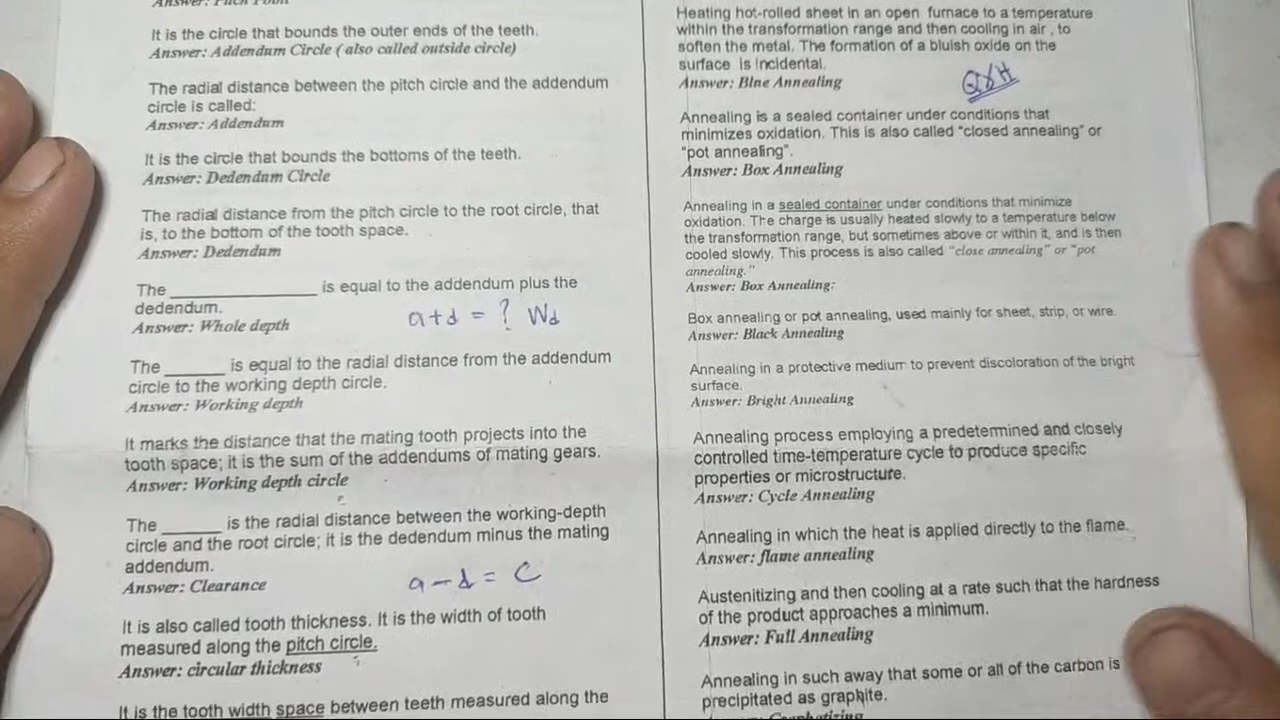 Answer: Pitch Point
It is the circle that bounds the outer ends of the teeth.
Answer: Addendum Circle ( also called outside circle)
The radial distance between the pitch circle and the addendum
circle is called:
Answer: Addendum
It is the circle that bounds the bottoms of the teeth.
Answer: Dedendum Circle
The radial distance from the pitch circle to the root circle, that
is, to the bottom of the tooth space.
Answer: Dedendum
The ________________ is equal to the addendum plus the
dedendum.
Answer: Whole depth
a+d = ? Wd
The _______ is equal to the radial distance from the addendum
circle to the working depth circle.
Answer: Working depth
It marks the distance that the mating tooth projects into the
tooth space; it is the sum of the addendums of mating gears.
Answer: Working depth circle
The _______ is the radial distance between the working-depth
circle and the root circle; it is the dedendum minus the mating
addendum.
Answer: Clearance
a-d = C
It is also called tooth thickness. It is the width of tooth
measured along the pitch circle.
Answer: circular thickness
It is the tooth width space between teeth measured along the
Heating hot-rolled sheet in an open furnace to a temperature
within the transformation range and then cooling in air , to
soften the metal. The formation of a bluish oxide on the
surface is incidental.
Answer: Blne Annealing
Annealing is a sealed container under conditions that
minimizes oxidation. This is also called "closed annealing" or
"pot annealing".
Answer: Box Annealing
Annealing in a sealed container under conditions that minimize
oxidation. The charge is usually heated slowly to a temperature below
the transformation range, but sometimes above or within it, and is then
cooled slowly. This process is also called "close annealing" or "pot
annealing."
Answer: Box Annealing:
Box annealing or pot annealing, used mainly for sheet, strip, or wire.
Answer: Black Annealing
Annealing in a protective medium to prevent discoloration of the bright
surface.
Answer: Bright Annealing
Annealing process employing a predetermined and closely
controlled time-temperature cycle to produce specific
properties or microstructure.
Answer: Cycle Annealing
Annealing in which the heat is applied directly to the flame.
Answer: flame annealing
Austenitizing and then cooling at a rate such that the hardness
of the product approaches a minimum.
Answer: Full Annealing
Annealing in such away that some or all of the carbon is
precipitated as graphite.